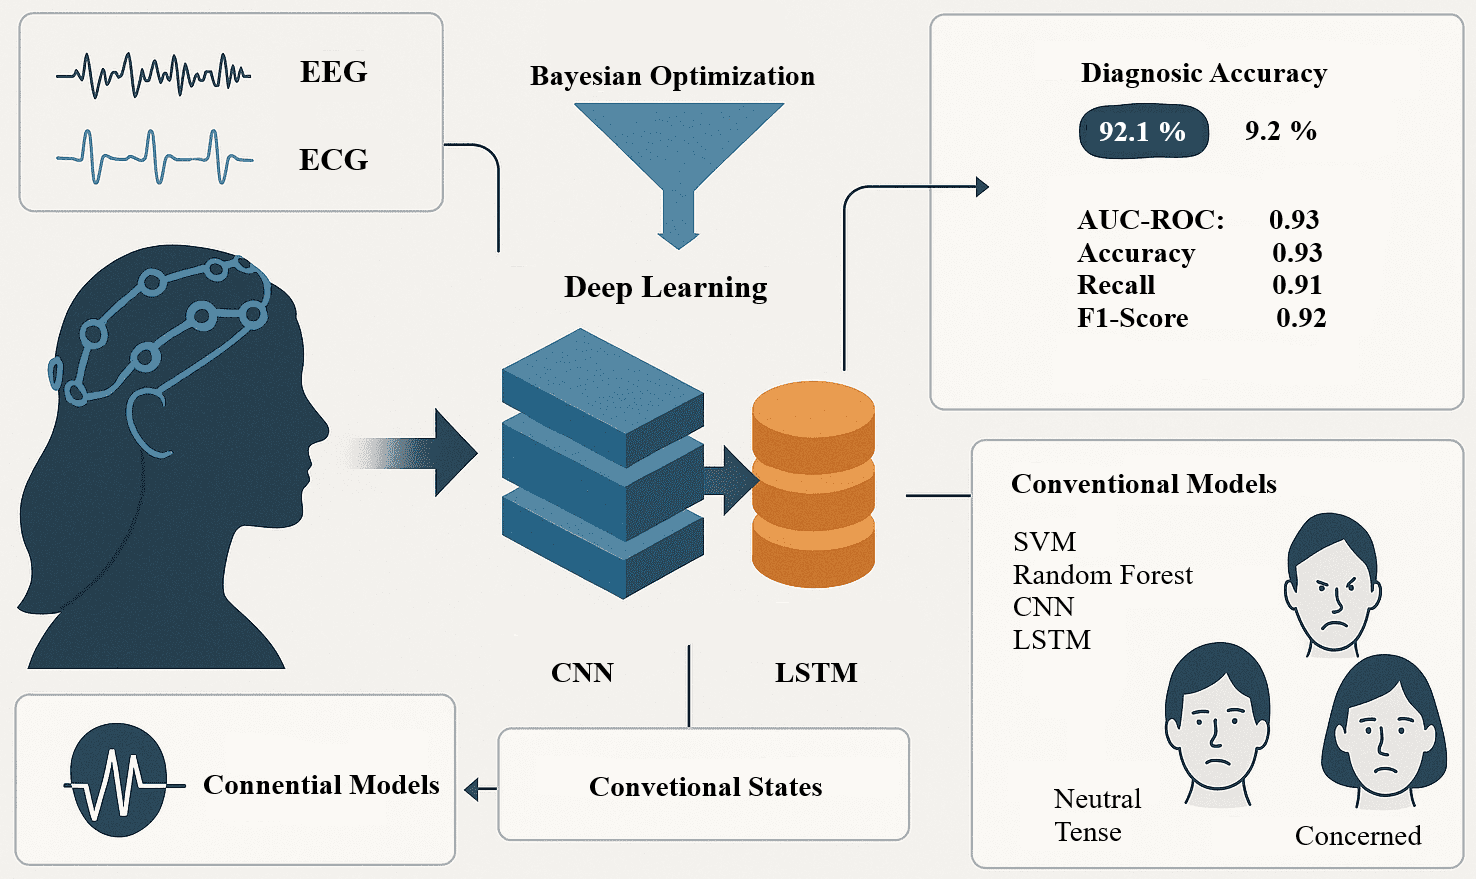 EEG
ECG
Bayesian Optimization
Deep Learning
CNN
LSTM
Diagnosic Accuracy
92.1 % 9.2 %
AUC-ROC: 0.93
Accuracy 0.93
Recall 0.91
F1-Score 0.92
Conventional Models
SVM
Random Forest
CNN
LSTM
Neutral
Tense
Concerned
Connential Models
Convetional States